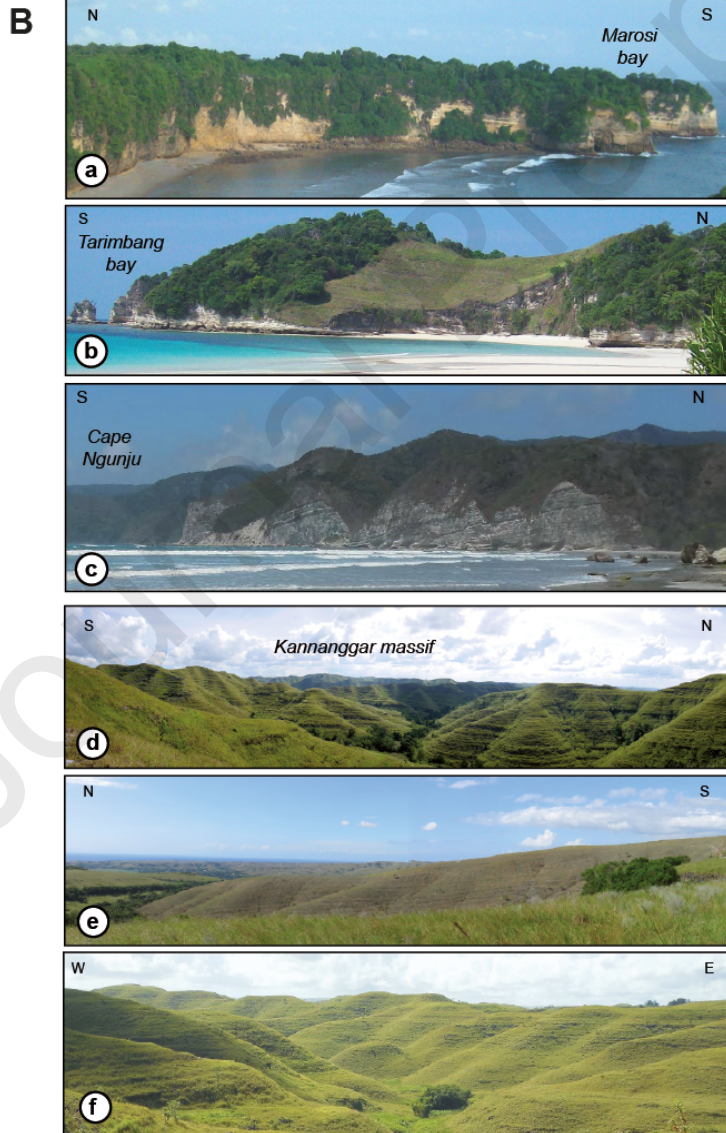 B
N S
Marosi
bay
a
S N
Tarimbang
bay
b
S N
Cape
Ngunju
c
S N
Kannanggar massif
d
N S
e
W E
f